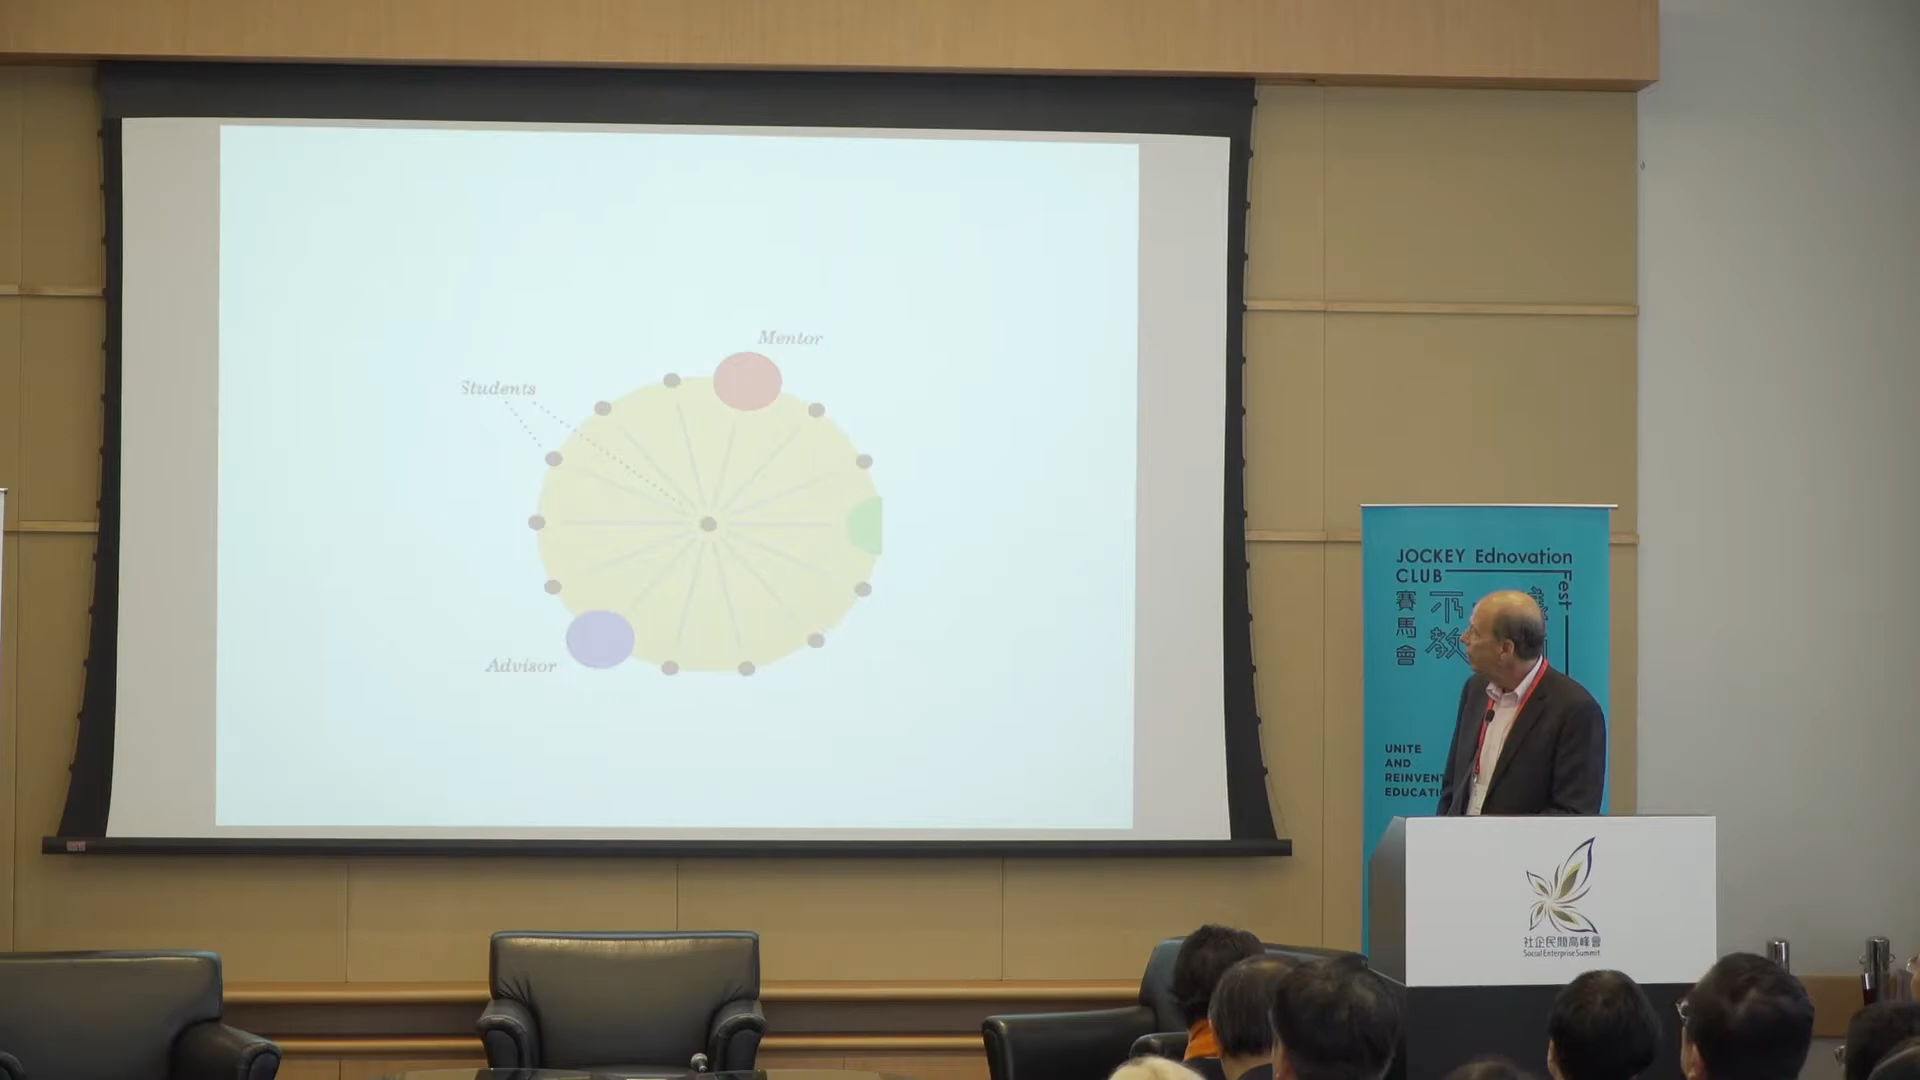 Mentor
Students
Advisor
JOCKEY Ednovation
CLUB
Fest
賽馬會
不
教
UNITE
AND
REINVENT
EDUCATI
社企民間高峰會
Social Enterprise Summit